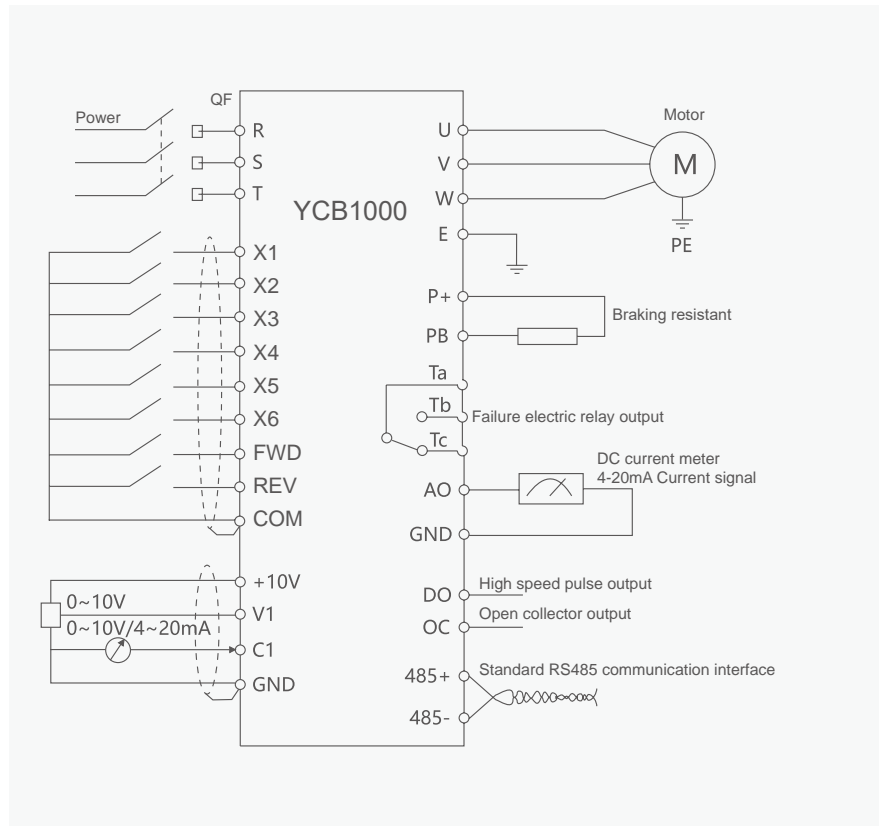 QF
Power
R
S
T
YCB1000
X1
X2
X3
X4
X5
X6
FWD
REV
COM
+10V
0~10V
V1
0~10V/4~20mA
C1
GND
U
V
W
E
Motor
M
PE
P+
PB
Braking resistant
Ta
Tb
Failure electric relay output
Tc
DC current meter
4-20mA Current signal
AO
GND
High speed pulse output
DO
Open collector output
OC
Standard RS485 communication interface
485+
485-